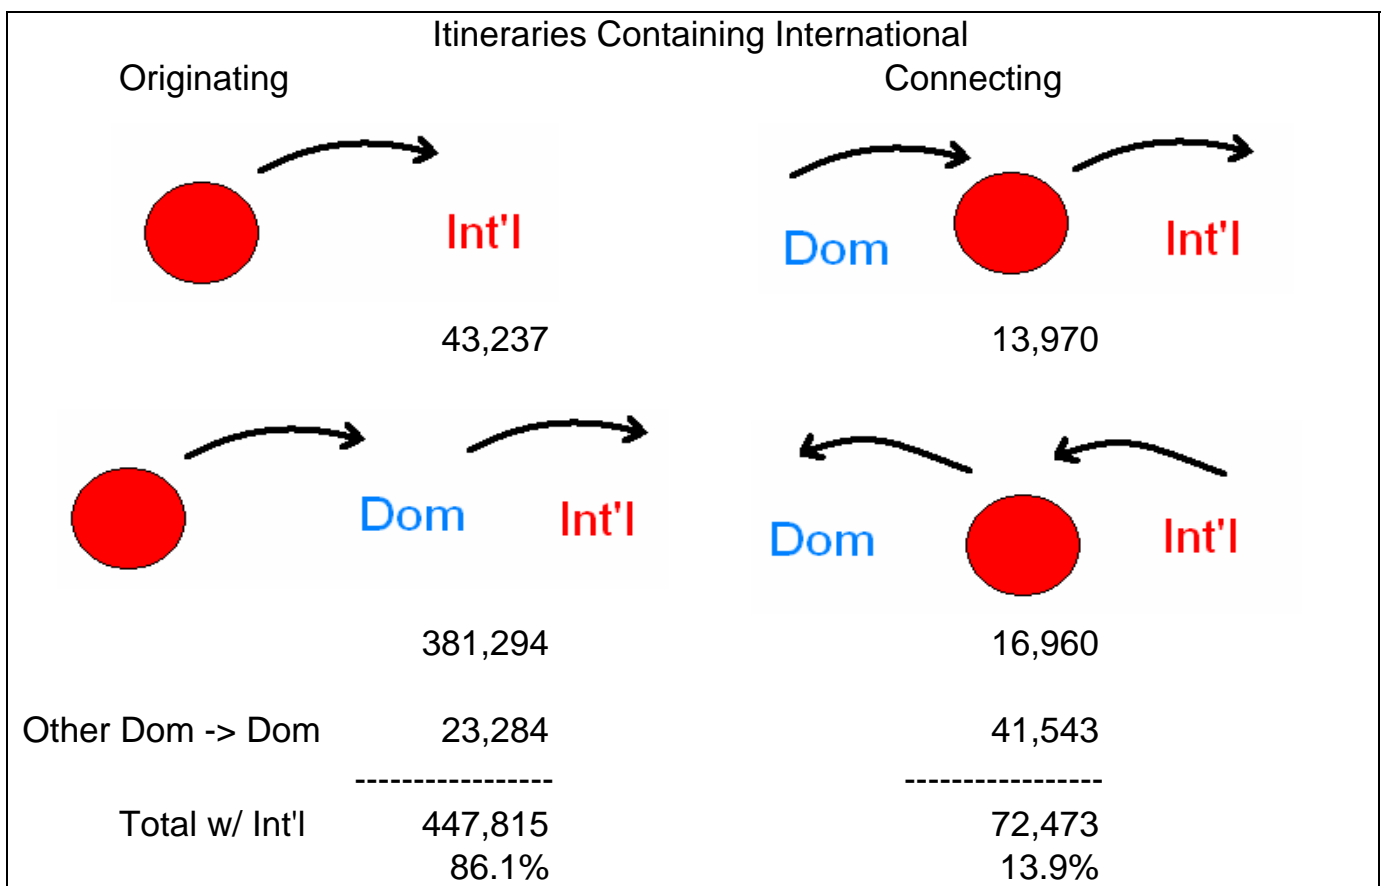 Itineraries Containing International
Originating Connecting
Int'l Dom Int'l
43,237 13,970
Dom Int'l Dom Int'l
381,294 16,960
Other Dom -> Dom 23,284 41,543
----------------- -----------------
Total w/ Int'l 447,815 72,473
86.1% 13.9%